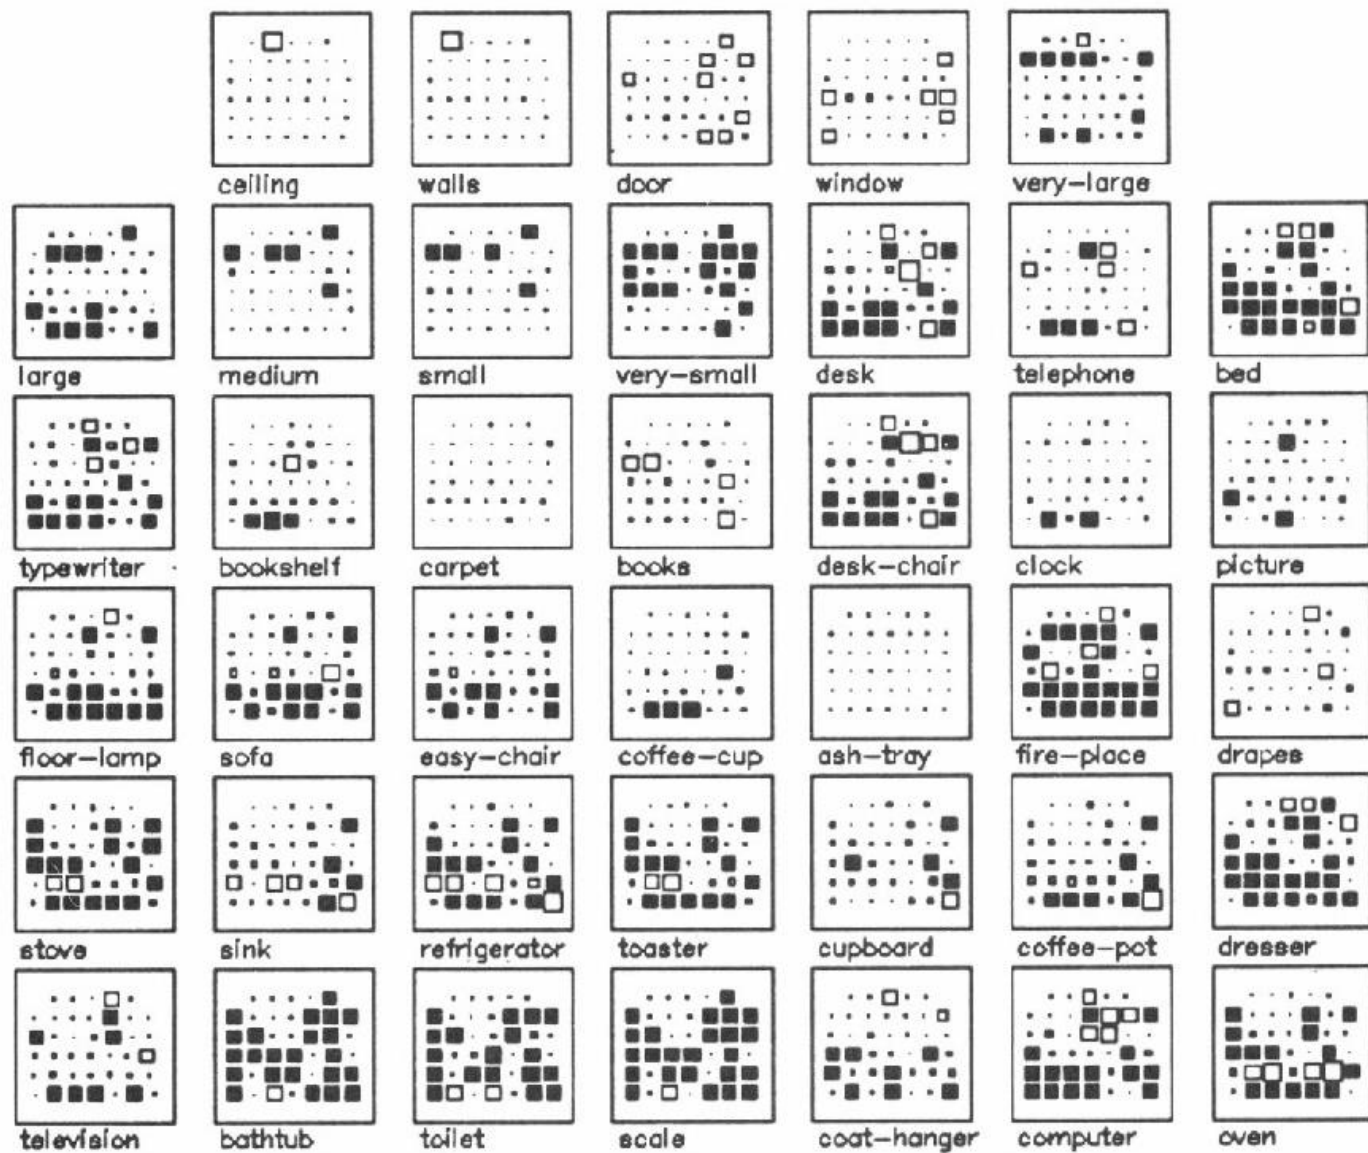 ceiling walls door window very-large
large medium small very-small desk telephone bed
typewriter bookshelf carpet books desk-chair clock picture
floor-lamp sofa easy-chair coffee-cup ash-tray fire-place drapes
stove sink refrigerator toaster cupboard coffee-pot dresser
television bathtub toilet scale coat-hanger computer oven